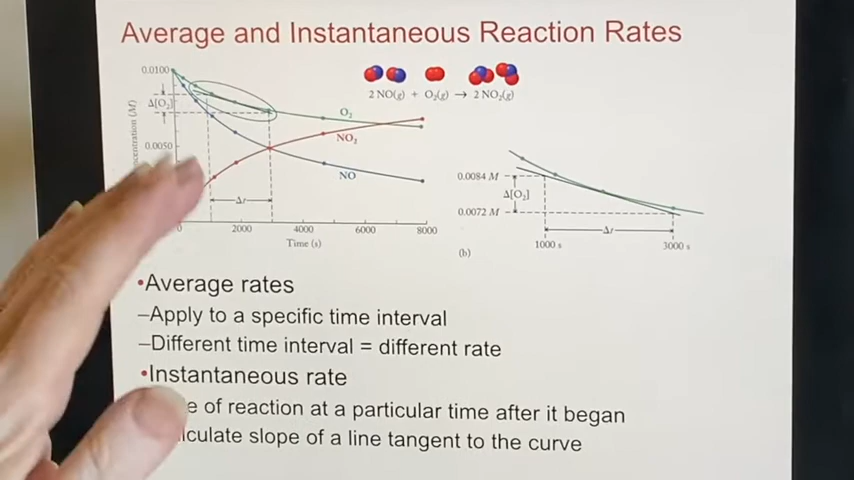 Average and Instantaneous Reaction Rates
2 NO(g) + O₂(g) → 2 NO₂(g)
0.0100
Δ[O₂]
0.0050
O₂
NO₂
NO
Δt
0
2000
4000
6000
8000
Time (s)
0.0084 M
Δ[O₂]
0.0072 M
Δt
1000 s
3000 s
(b)
•Average rates
–Apply to a specific time interval
–Different time interval = different rate
•Instantaneous rate
of reaction at a particular time after it began
slope of a line tangent to the curve